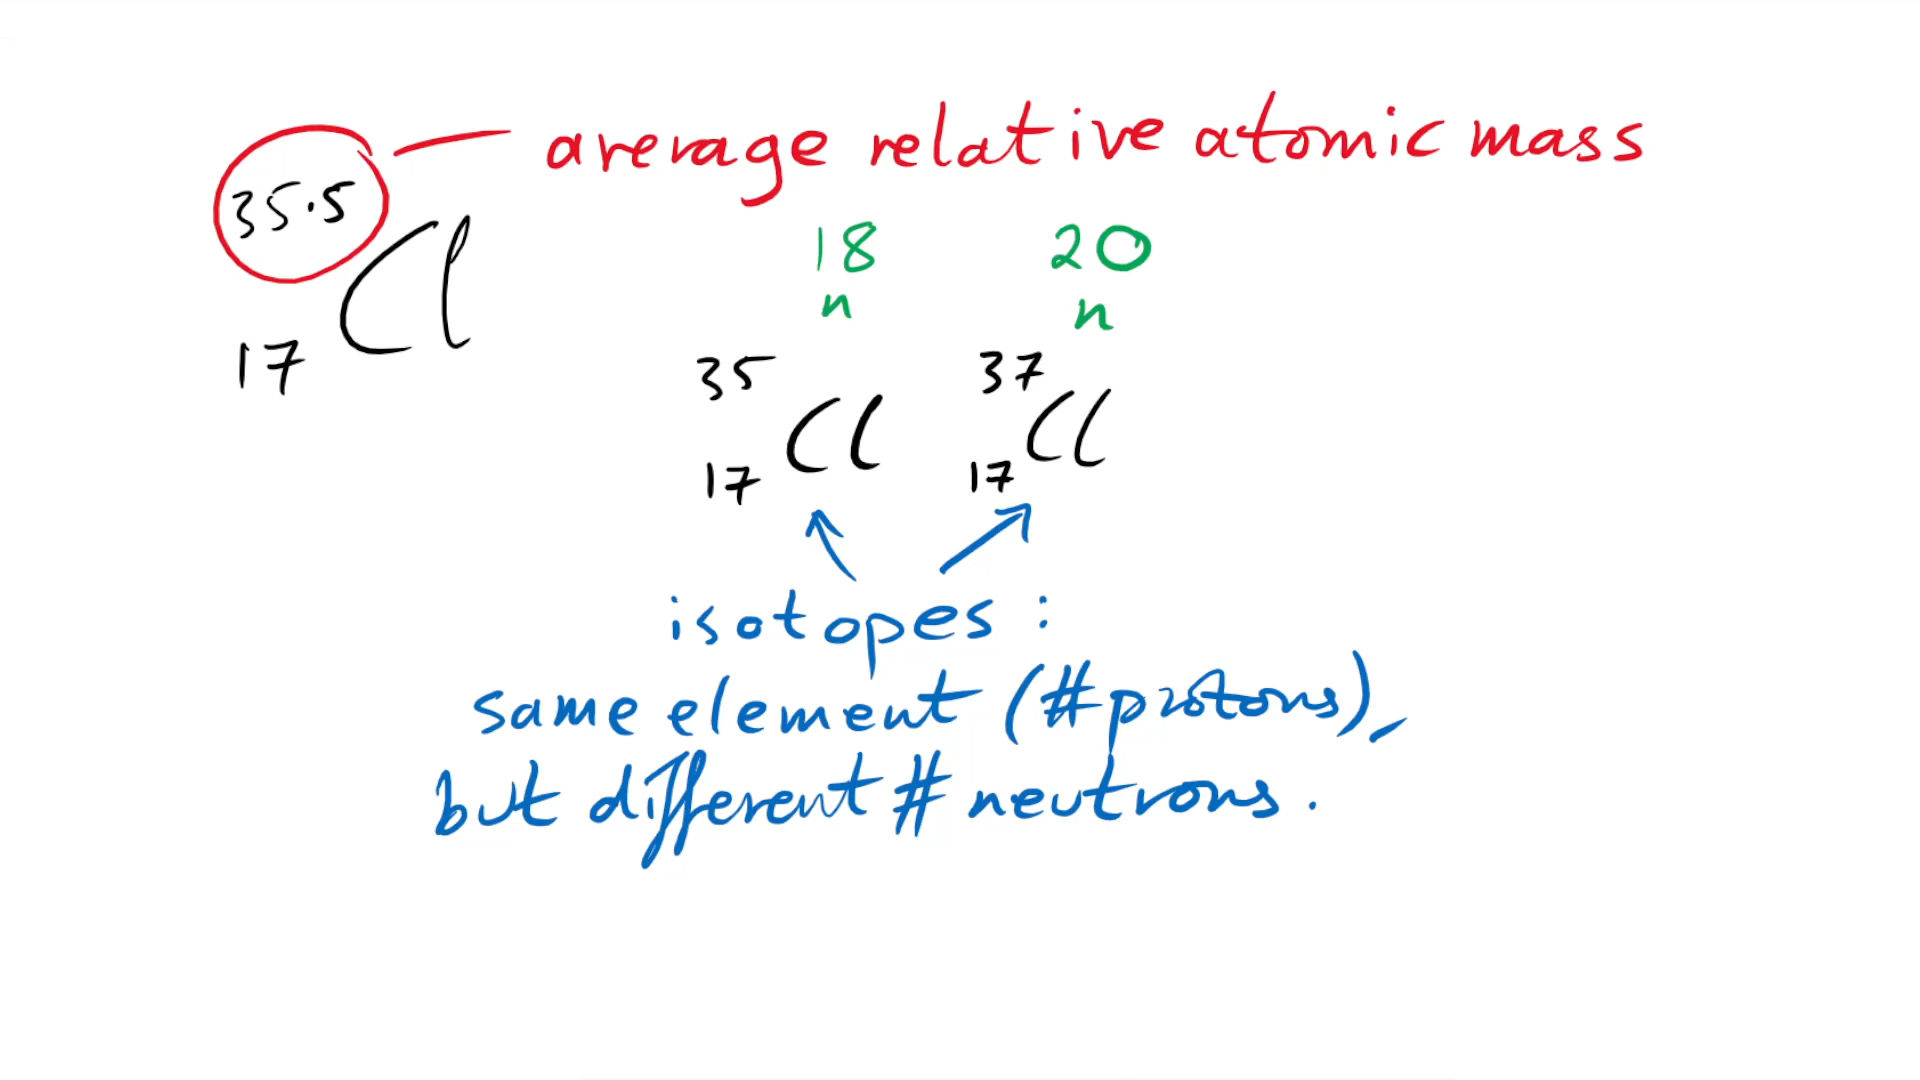 average relative atomic mass
35.5
Cl
17
18 20
n n
35 37
Cl Cl
17 17
isotopes :
same element (#protons),
but different # neutrons.